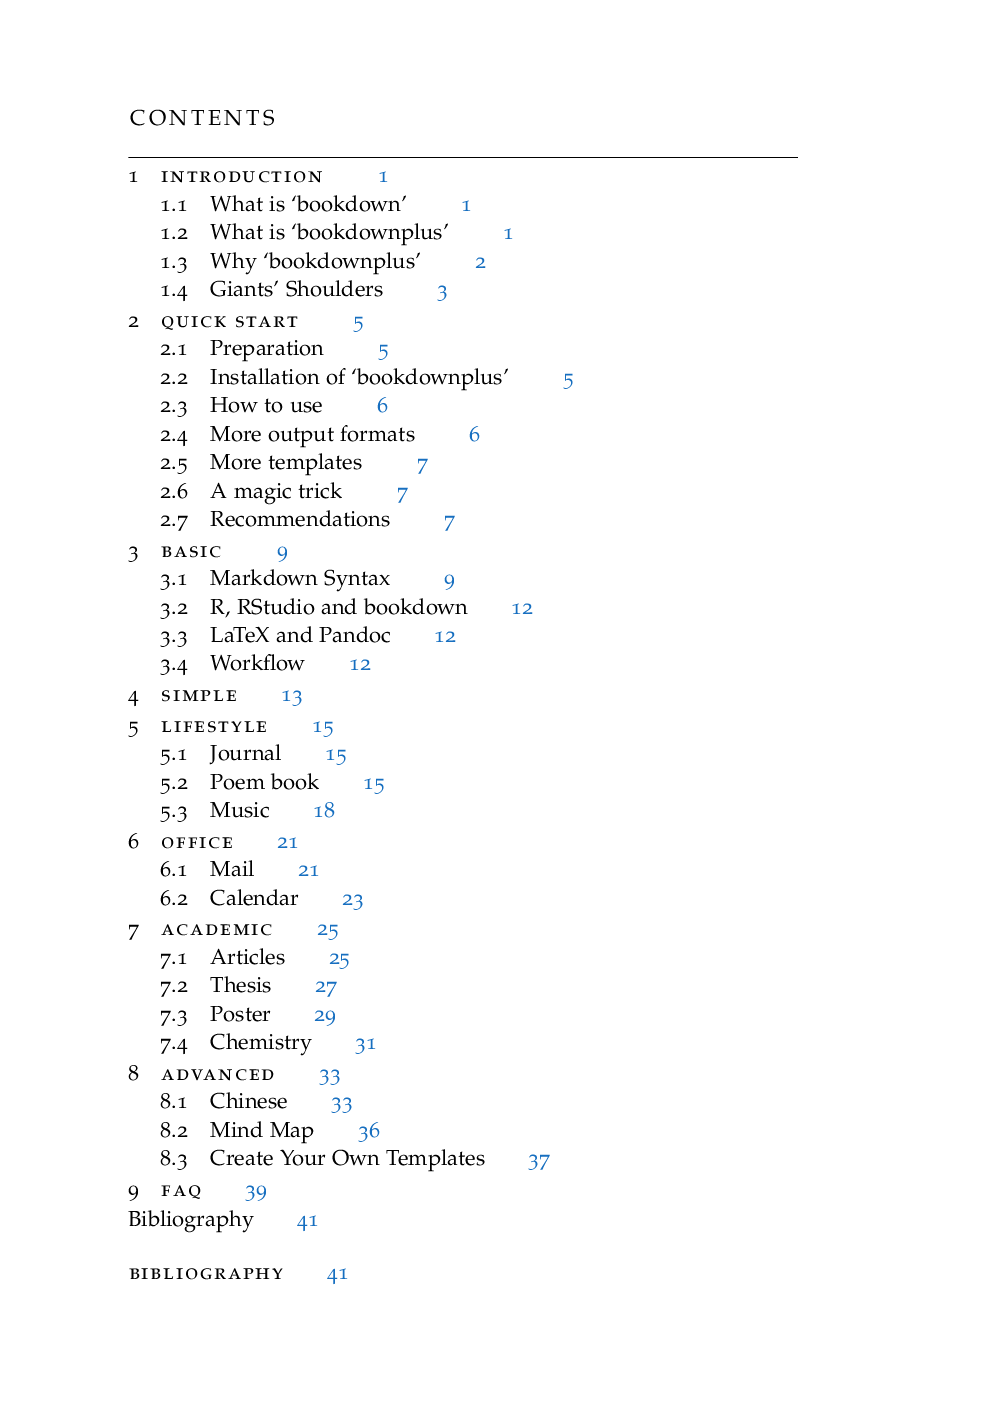 CONTENTS
1 INTRODUCTION 1
1.1 What is ‘bookdown’ 1
1.2 What is ‘bookdownplus’ 1
1.3 Why ‘bookdownplus’ 2
1.4 Giants’ Shoulders 3
2 QUICK START 5
2.1 Preparation 5
2.2 Installation of ‘bookdownplus’ 5
2.3 How to use 6
2.4 More output formats 6
2.5 More templates 7
2.6 A magic trick 7
2.7 Recommendations 7
3 BASIC 9
3.1 Markdown Syntax 9
3.2 R, RStudio and bookdown 12
3.3 LaTeX and Pandoc 12
3.4 Workflow 12
4 SIMPLE 13
5 LIFESTYLE 15
5.1 Journal 15
5.2 Poem book 15
5.3 Music 18
6 OFFICE 21
6.1 Mail 21
6.2 Calendar 23
7 ACADEMIC 25
7.1 Articles 25
7.2 Thesis 27
7.3 Poster 29
7.4 Chemistry 31
8 ADVANCED 33
8.1 Chinese 33
8.2 Mind Map 36
8.3 Create Your Own Templates 37
9 FAQ 39
Bibliography 41
BIBLIOGRAPHY 41